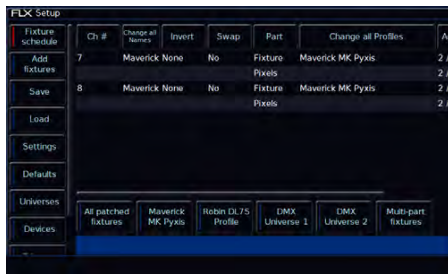 FLX Setup
Fixture schedule
Ch #
Change all Names
Invert
Swap
Part
Change all Profiles
7 Maverick None No Fixture Maverick MK Pyxis 2
Pixels 2
8 Maverick None No Fixture Maverick MK Pyxis 2
Pixels 2
Add fixtures
Save
Load
Settings
Defaults
Universes
Devices
All patched fixtures
Maverick MK Pyxis
Robin DL7S Profile
DMX Universe 1
DMX Universe 2
Multi-part fixtures